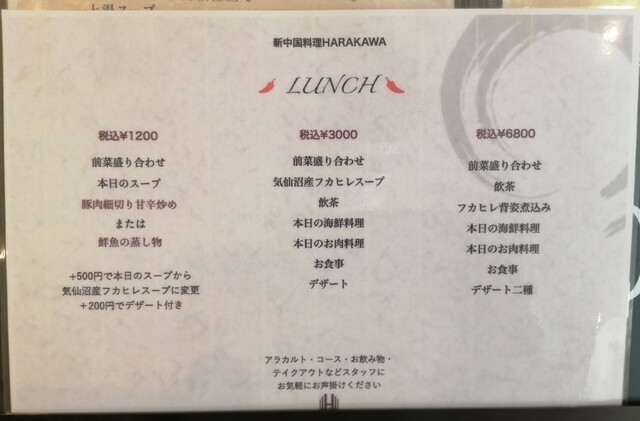 上湯スープ
新中国料理HARAKAWA
LUNCH
税込¥1200
前菜盛り合わせ
本日のスープ
豚肉細切り甘辛炒め
または
鮮魚の蒸し物
+500円で本日のスープから
気仙沼産フカヒレスープに変更
+200円でデザート付き
税込¥3000
前菜盛り合わせ
気仙沼産フカヒレスープ
飲茶
本日の海鮮料理
本日のお肉料理
お食事
デザート
税込¥6800
前菜盛り合わせ
飲茶
フカヒレ背姿煮込み
本日の海鮮料理
本日のお肉料理
お食事
デザート二種
アラカルト・コース・お飲み物・
テイクアウトなどスタッフに
お気軽にお声掛けください